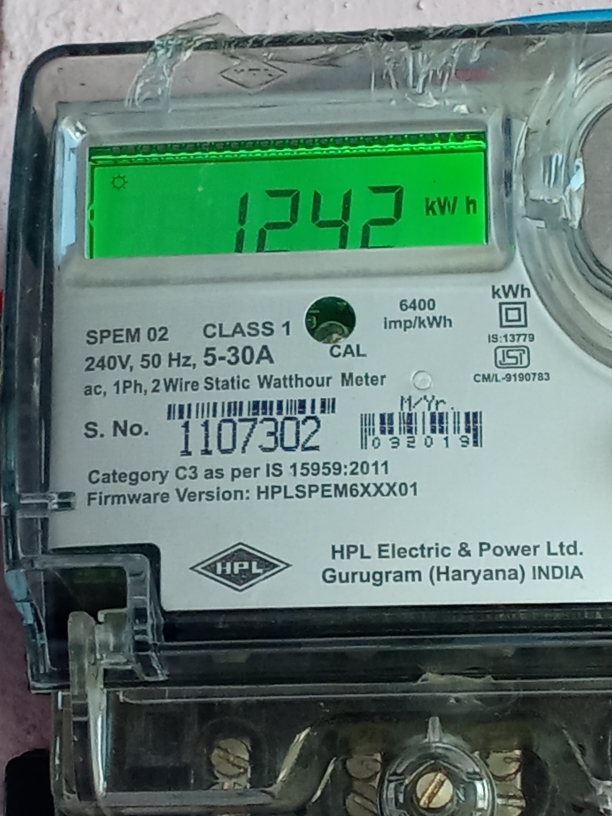 1242 kWh
6400
imp/kWh
kWh
SPEM 02 CLASS 1
CAL
IS:13779
ISI
CM/L-9190783
240V, 50 Hz, 5-30A
ac, 1Ph, 2 Wire Static Watthour Meter
M/Yr.
S. No. 1107302
092019
Category C3 as per IS 15959:2011
Firmware Version: HPLSPEM6XXX01
HPL
HPL Electric & Power Ltd.
Gurugram (Haryana) INDIA